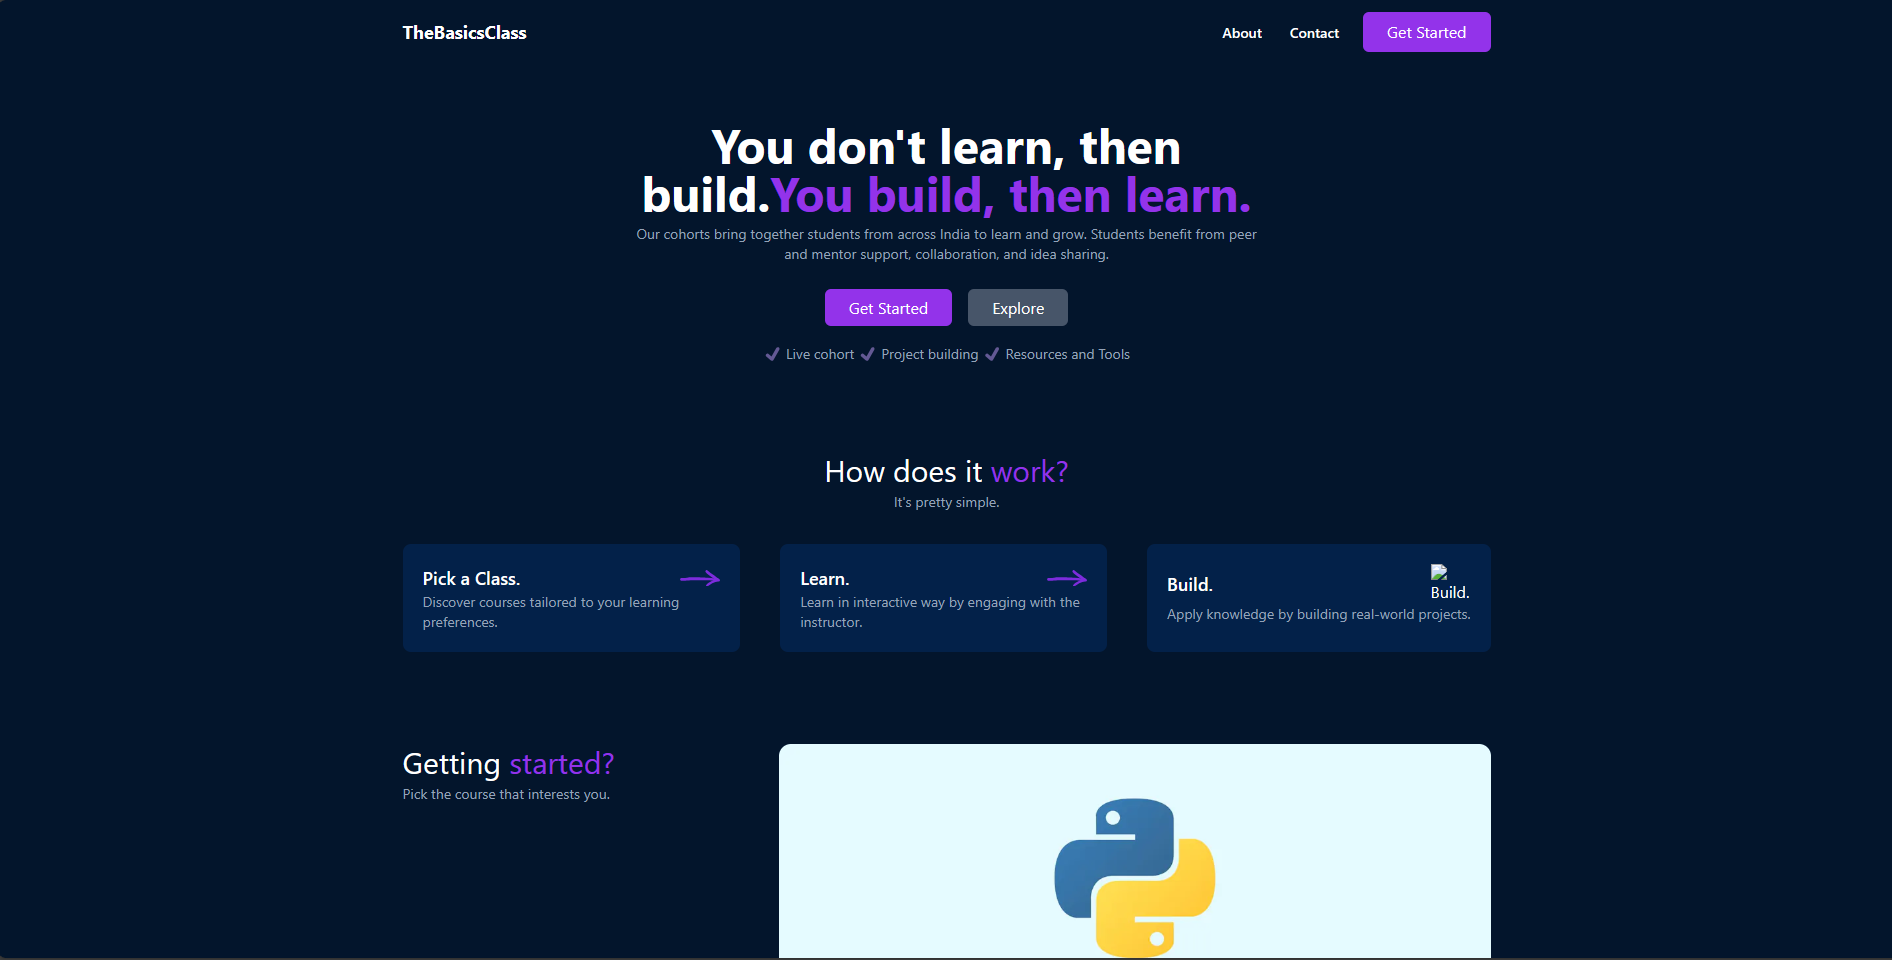 TheBasicsClass
About
Contact
Get Started
You don't learn, then
build.You build, then learn.
Our cohorts bring together students from across India to learn and grow. Students benefit from peer
and mentor support, collaboration, and idea sharing.
Get Started
Explore
Live cohort
Project building
Resources and Tools
How does it work?
It's pretty simple.
Pick a Class.
Discover courses tailored to your learning
preferences.
Learn.
Learn in interactive way by engaging with the
instructor.
Build.
Build.
Apply knowledge by building real-world projects.
Getting started?
Pick the course that interests you.